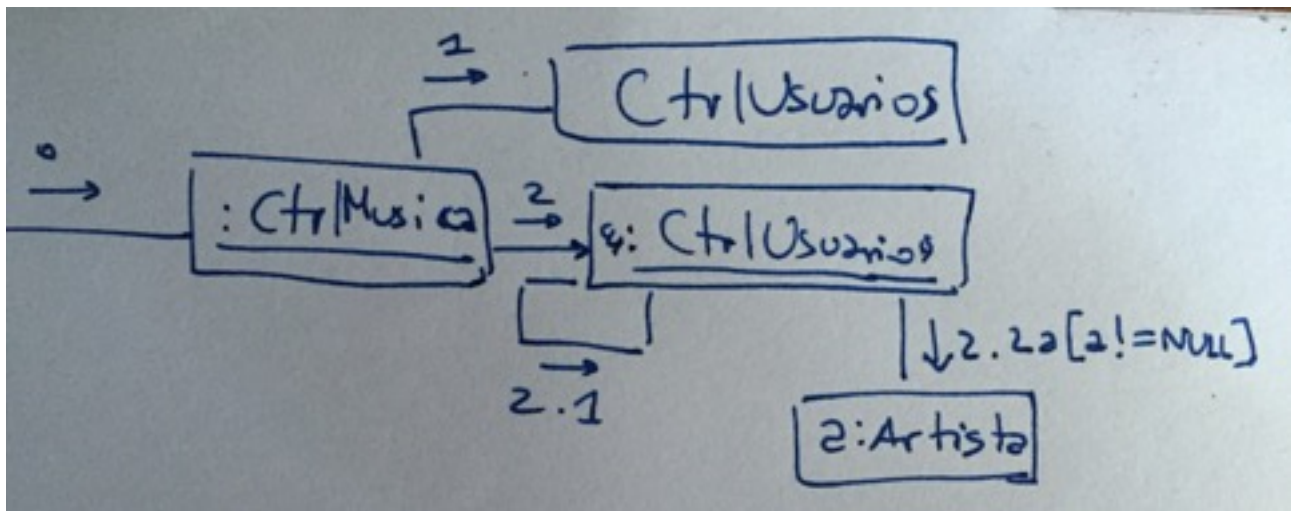 1
CtrlUsuarios
0
:CtrlMusica
2
: CtrlUsuarios
2.1
2.2a[a!=NULL]
a:Artista